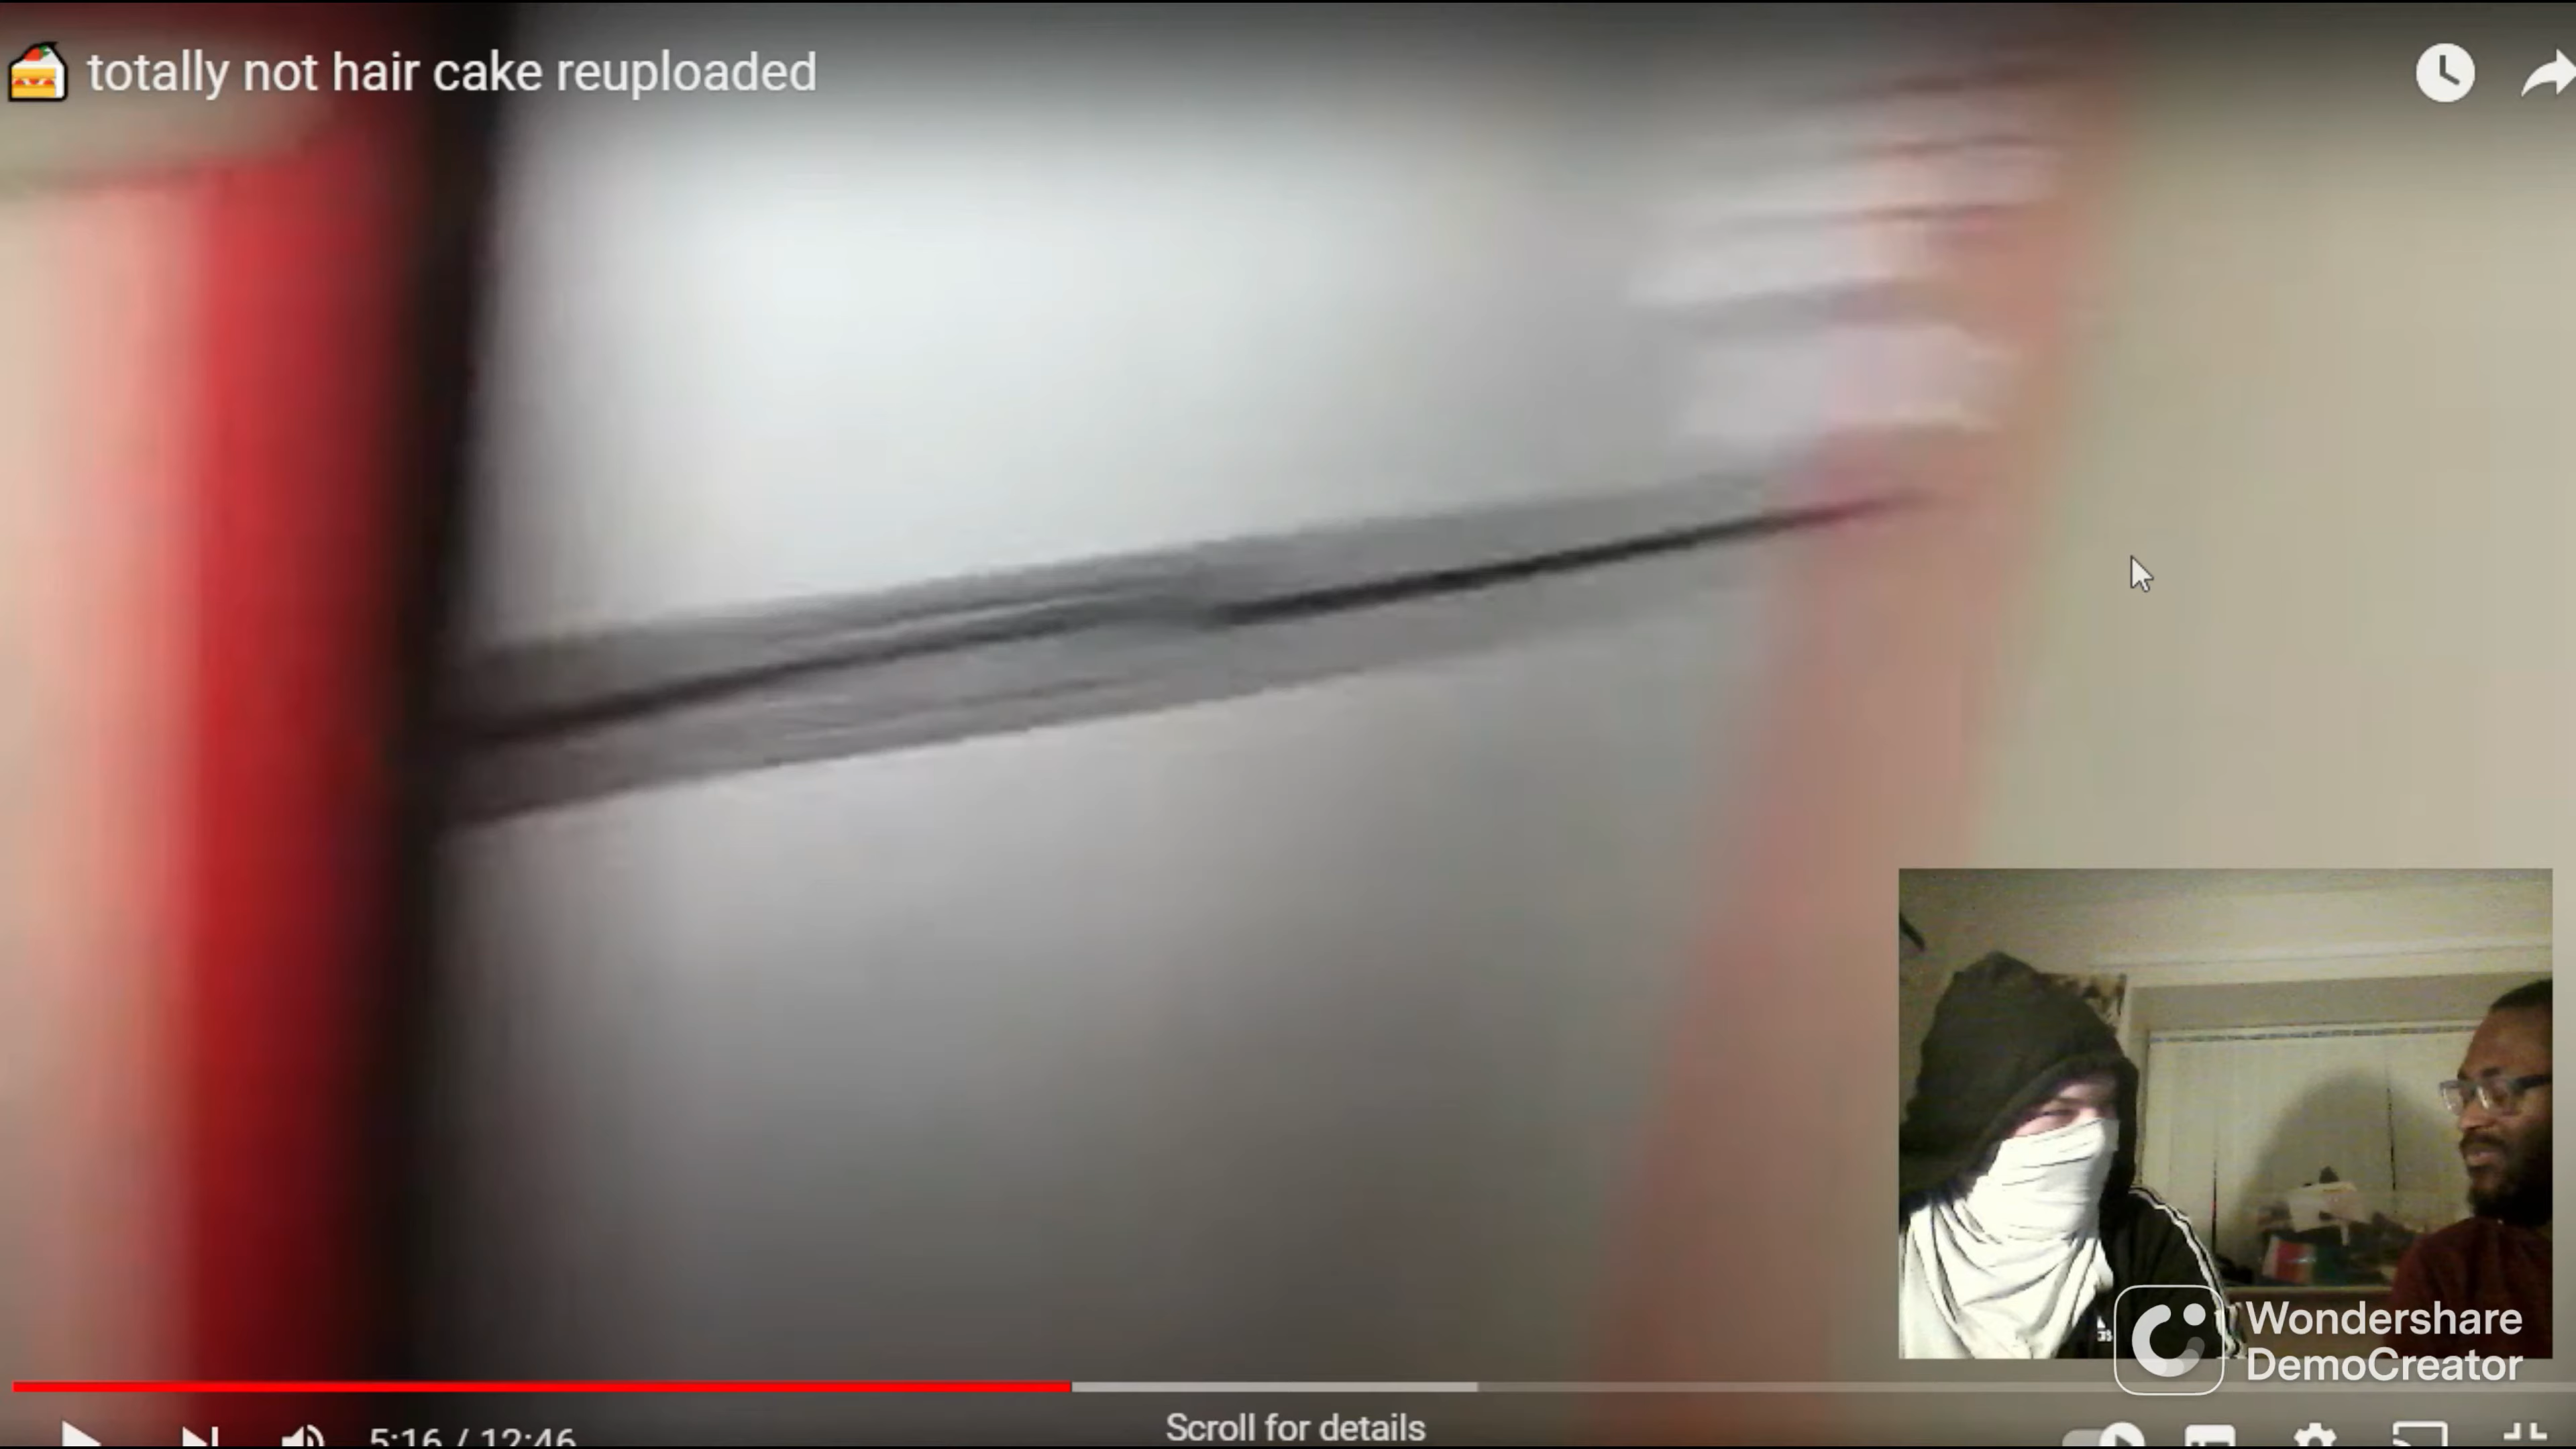 totally not hair cake reuploaded
Wondershare
DemoCreator
Scroll for details
5:16 / 12:46